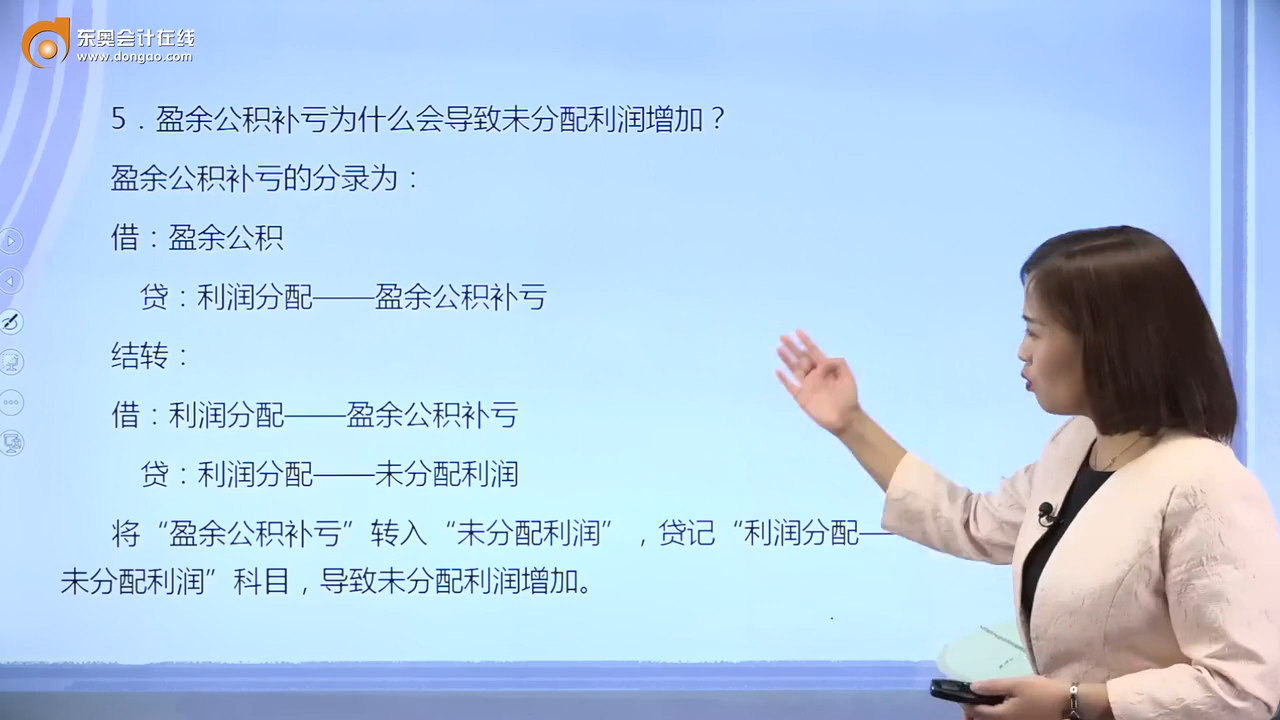 东奥会计在线
www.dongao.com
5．盈余公积补亏为什么会导致未分配利润增加？
盈余公积补亏的分录为：
借：盈余公积
贷：利润分配——盈余公积补亏
结转：
借：利润分配——盈余公积补亏
贷：利润分配——未分配利润
将“盈余公积补亏”转入“未分配利润”，贷记“利润分配——
未分配利润”科目，导致未分配利润增加。